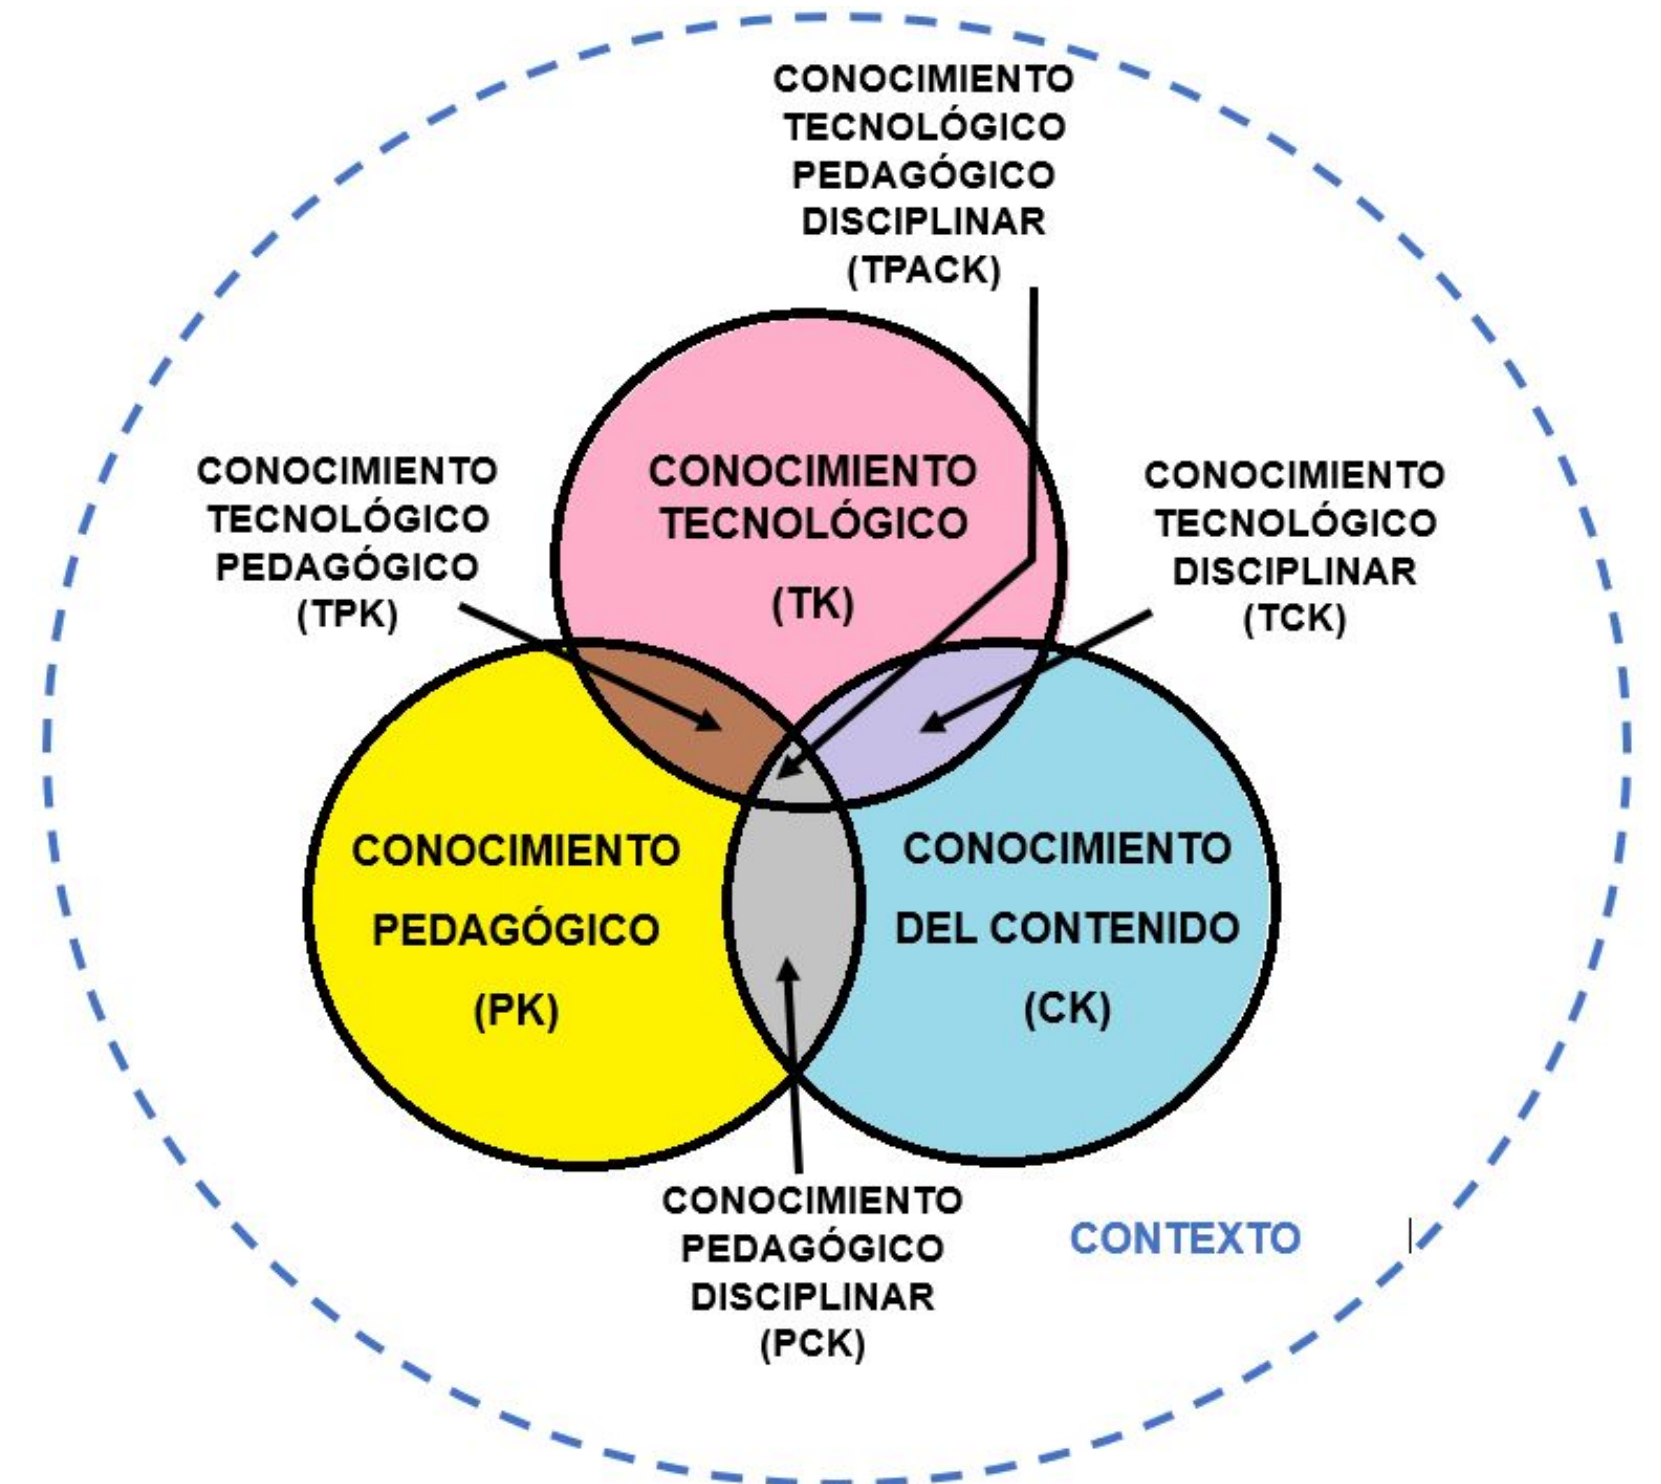 CONOCIMIENTO
TECNOLÓGICO
PEDAGÓGICO
DISCIPLINAR
(TPACK)
CONOCIMIENTO
TECNOLÓGICO
PEDAGÓGICO
(TPK)
CONOCIMIENTO
TECNOLÓGICO
(TK)
CONOCIMIENTO
TECNOLÓGICO
DISCIPLINAR
(TCK)
CONOCIMIENTO
PEDAGÓGICO
(PK)
CONOCIMIENTO
DEL CONTENIDO
(CK)
CONOCIMIENTO
PEDAGÓGICO
DISCIPLINAR
(PCK)
CONTEXTO